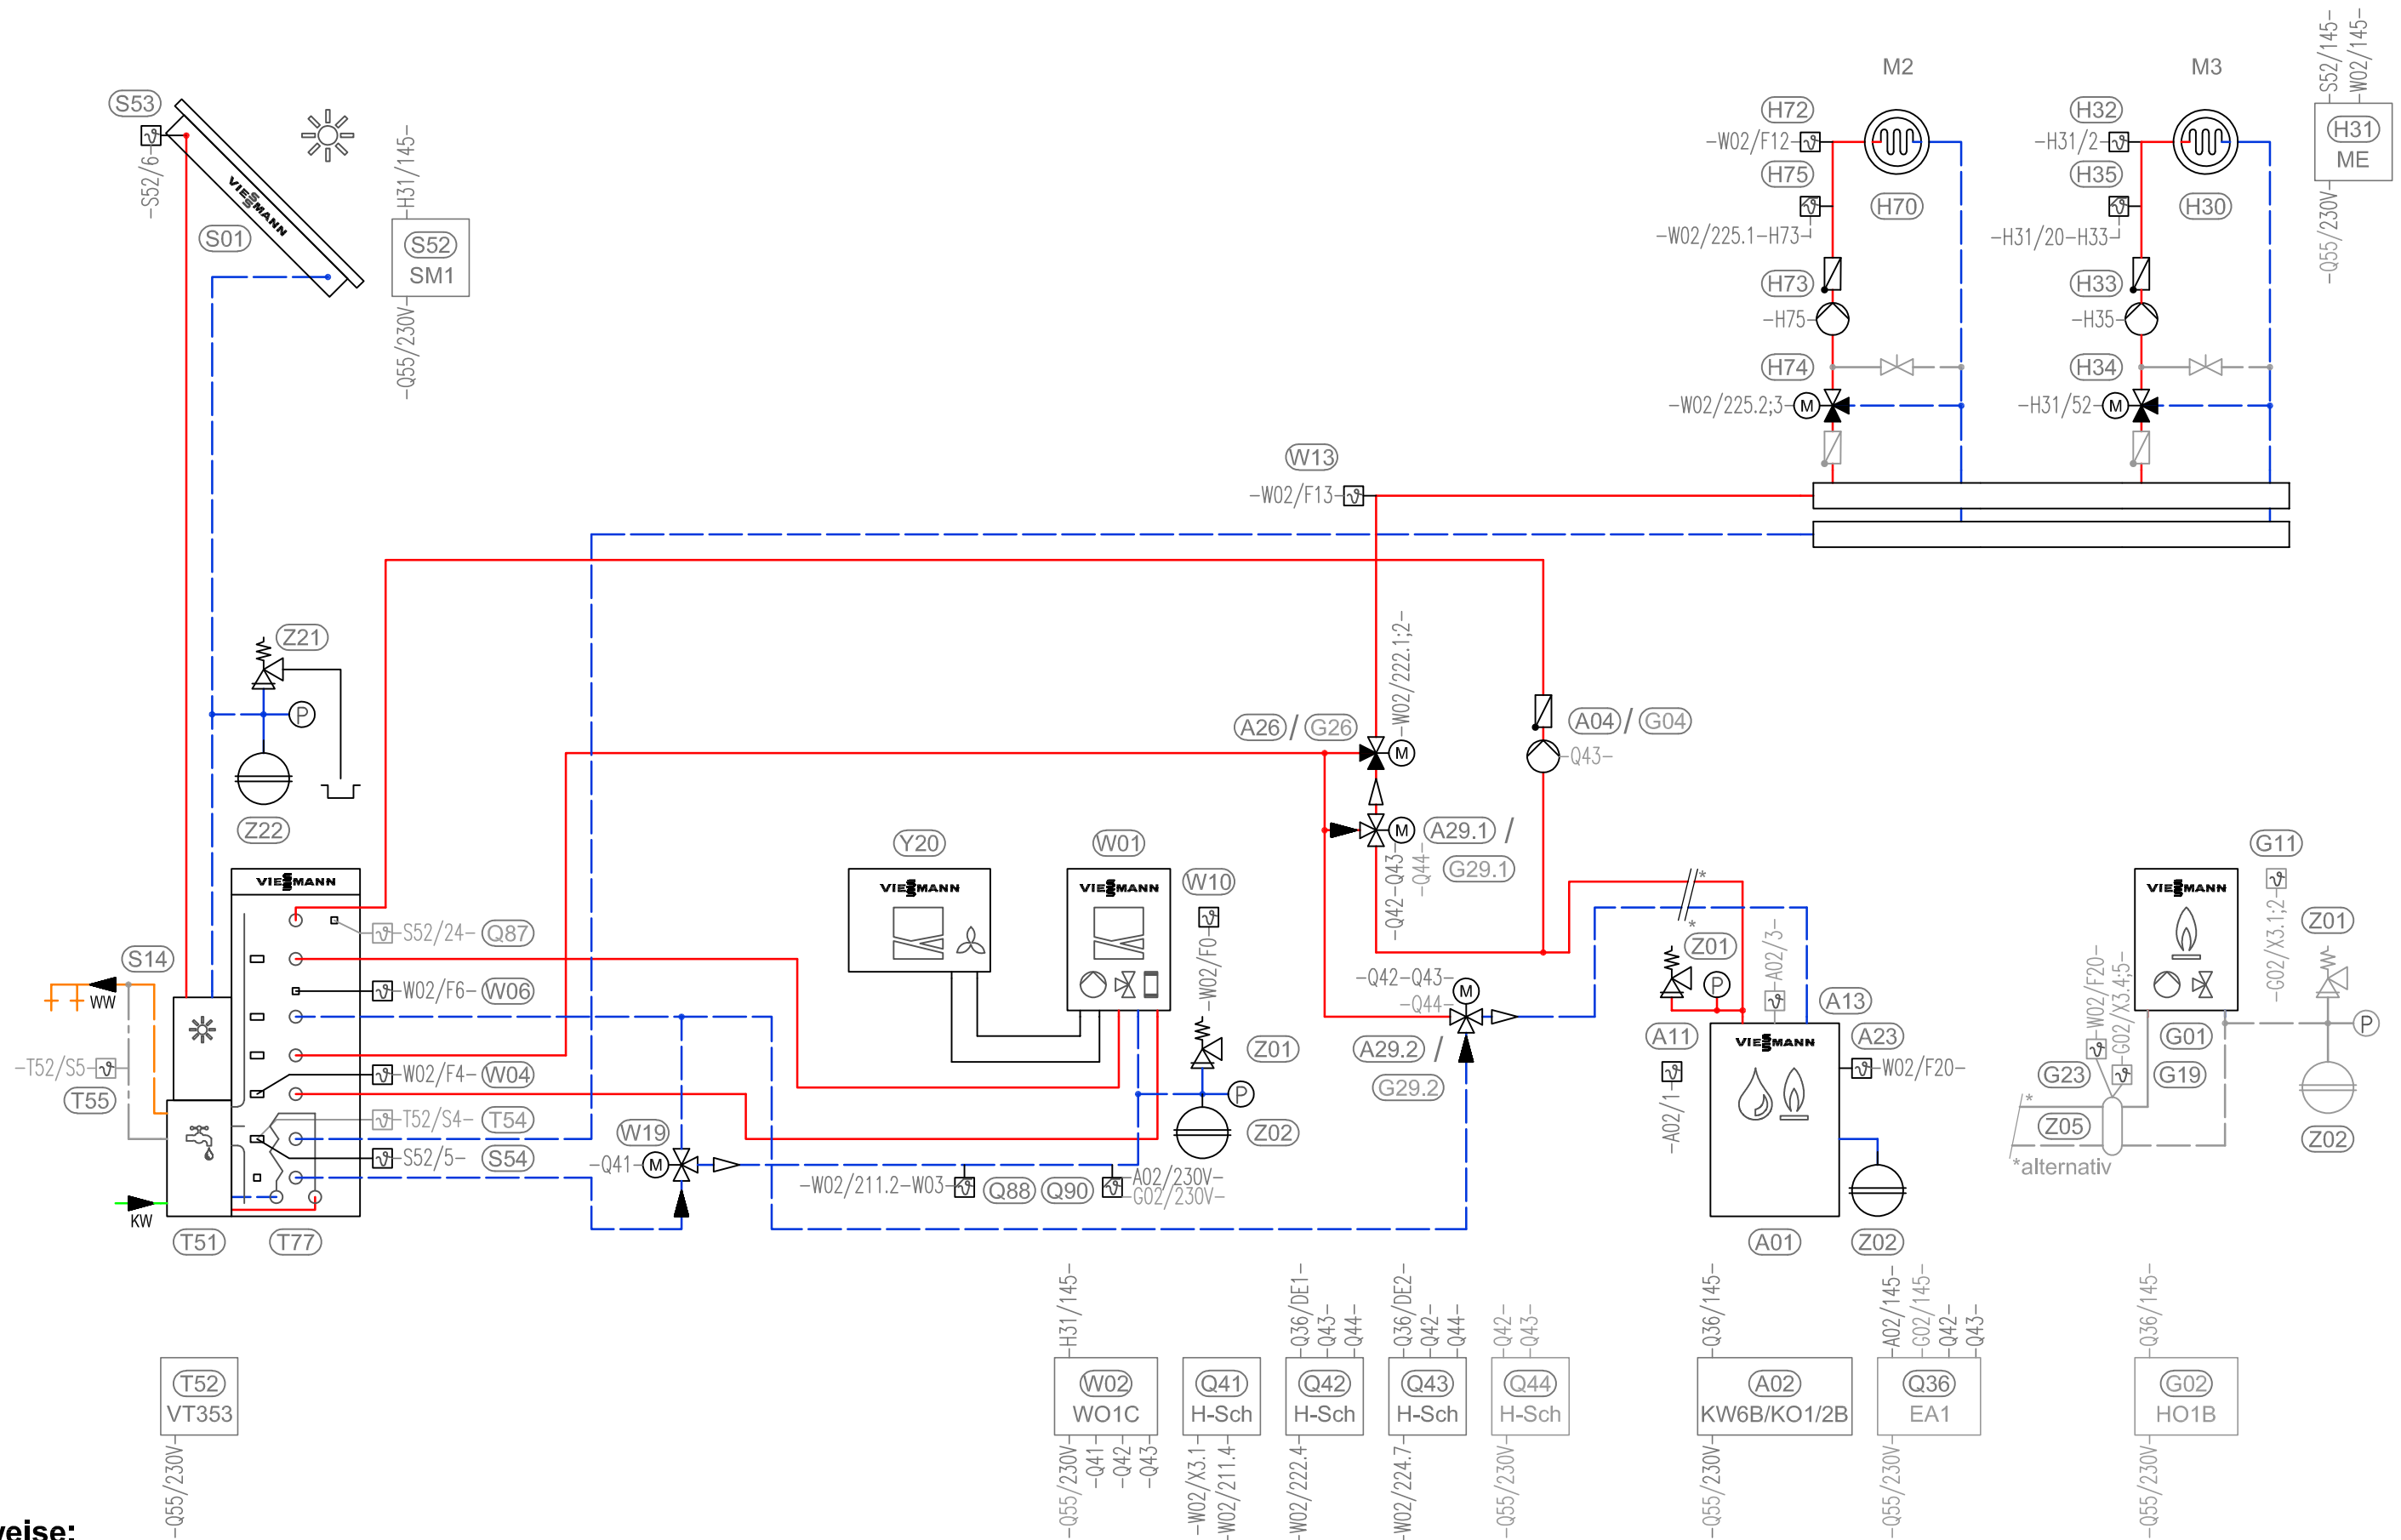 M2
M3
-S52/145-
-W02/145-
S53
-S52/6-
VIESSMANN
S01
-H31/145-
S52
SM1
-Q55/230V-
H72
-W02/F12-
H75
-W02/225.1-H73-
H70
H73
-H75-
H74
-W02/225.2;3-
M
H32
-H31/2-
H35
-H31/20-H33-
H30
H33
-H35-
H34
-H31/52-
M
H31
ME
-Q55/230V-
W13
-W02/F13-
Z21
P
Z22
-W02/222.1;2-
A26 / G26
M
A04 / G04
-Q43-
A29.1 /
G29.1
M
-Q42-Q43-
-Q44-
VIESSMANN
S52/24-
Q87
S14
WW
W02/F6-
W06
W02/F4-
W04
-T52/S5-
T55
T52/S4-
T54
S52/5-
S54
KW
T51
T77
Y20
VIESSMANN
W01
VIESSMANN
W10
-W02/F0-
Z01
P
Z02
W19
-Q41-
M
-W02/211.2-W03-
Q88
Q90
A02/230V-
G02/230V-
-Q42-Q43-
-Q44-
M
A29.2 /
G29.2
*
*
Z01
P
-A02/3-
A13
A11
-A02/1-
VIESSMANN
A23
-W02/F20-
A01
Z02
G11
-G02/X3.1;2-
VIESSMANN
Z01
P
Z02
-W02/F20-
-G02/X3.4;5-
G01
G23
G19
*
Z05
*alternativ
T52
VT353
-Q55/230V-
-H31/145-
W02
WO1C
-Q55/230V-
-Q41-
-Q42-
-Q43-
Q41
H-Sch
-W02/X3.1-
-W02/211.4-
-Q36/DE1-
-Q43-
-Q44-
Q42
H-Sch
-W02/222.4-
-Q36/DE2-
-Q42-
-Q44-
Q43
H-Sch
-W02/224.7-
-Q42-
-Q43-
Q44
H-Sch
-Q55/230V-
-Q36/145-
A02
KW6B/KO1/2B
-Q55/230V-
-A02/145-
-G02/145-
-Q42-
-Q43-
Q36
EA1
-Q55/230V-
-Q36/145-
G02
HO1B
-Q55/230V-
veise: